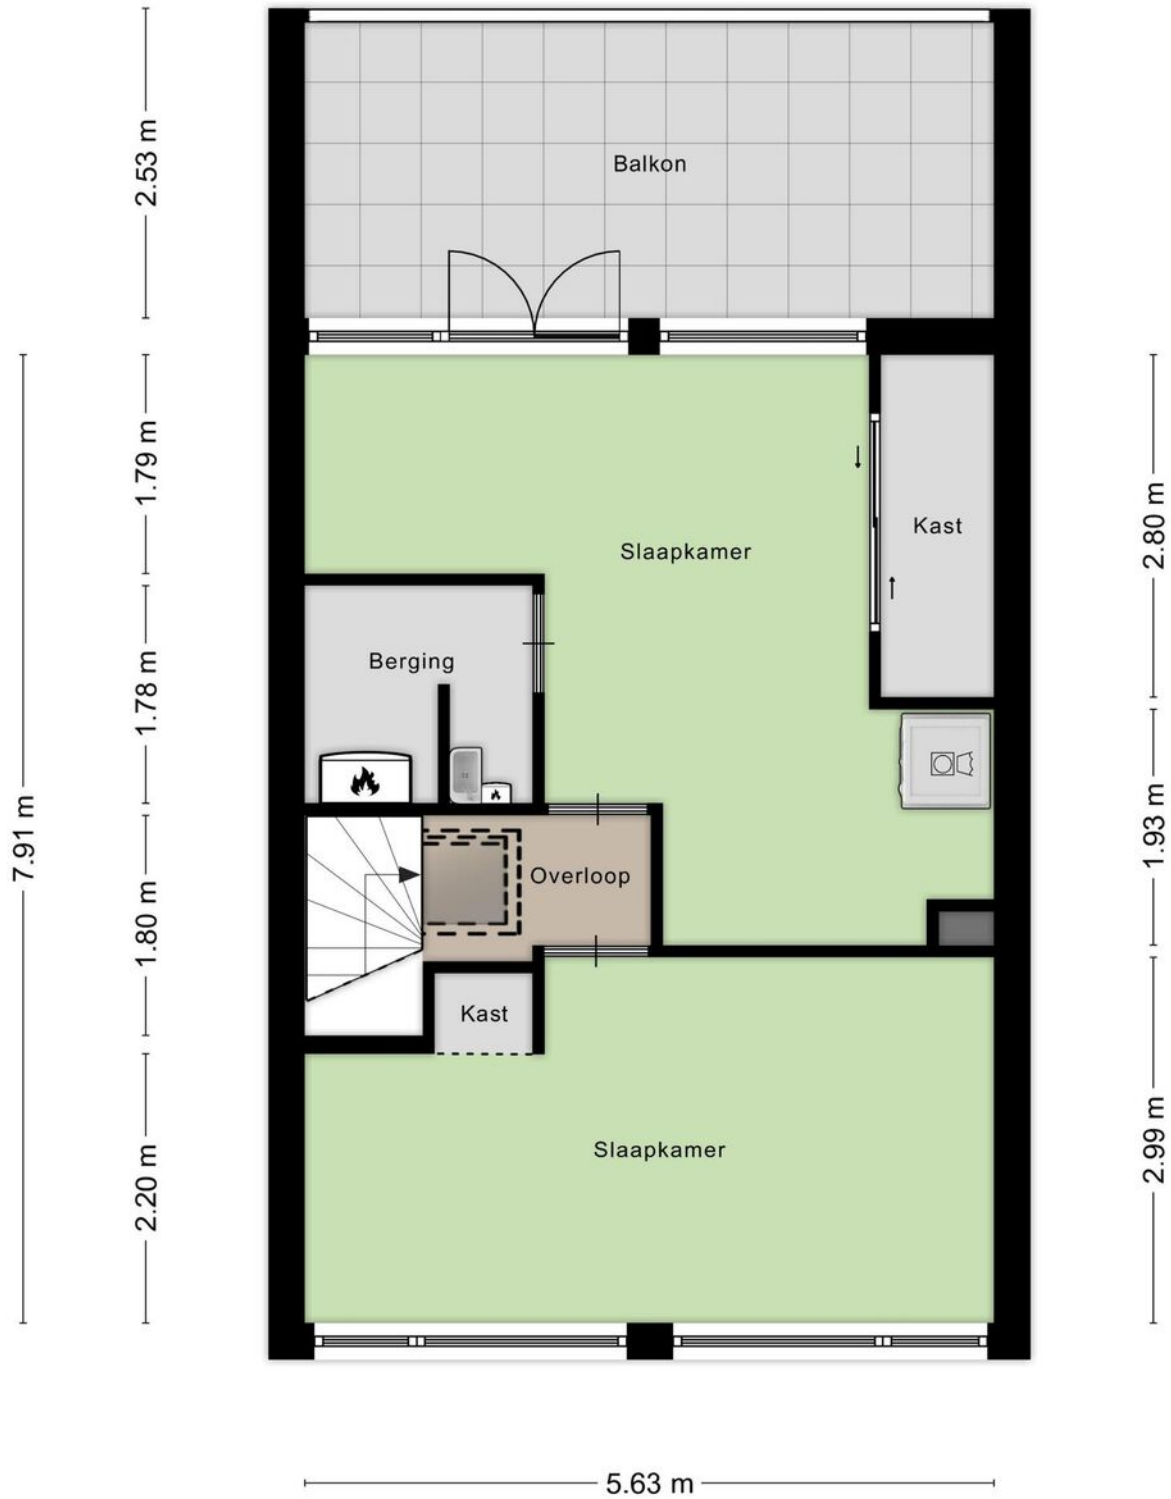 Balkon
2.53 m
1.79 m
Slaapkamer
Kast
2.80 m
Berging
1.78 m
7.91 m
Overloop
1.80 m
1.93 m
Kast
Slaapkamer
2.20 m
2.99 m
5.63 m